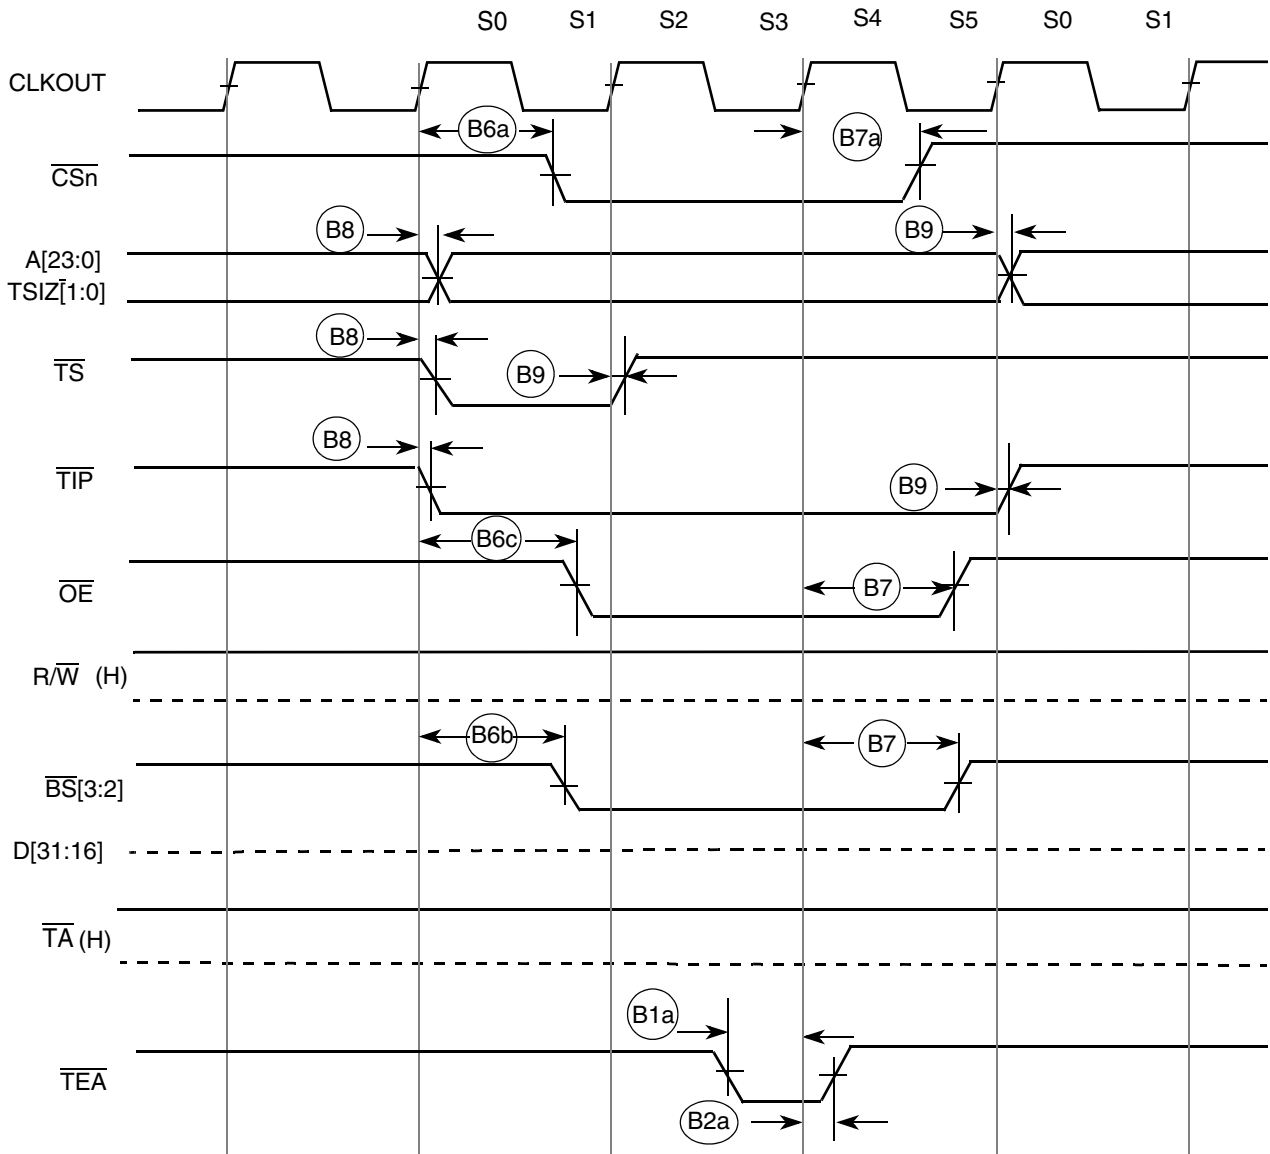 S0 S1 S2 S3 S4 S5 S0 S1
CLKOUT
B6a
B7a
CSn
B8
B9
A[23:0]
TSIZ[1:0]
B8
TS
B9
B8
TIP
B9
B6c
OE
B7
R/W (H)
B6b
B7
BS[3:2]
D[31:16]
TA (H)
B1a
TEA
B2a